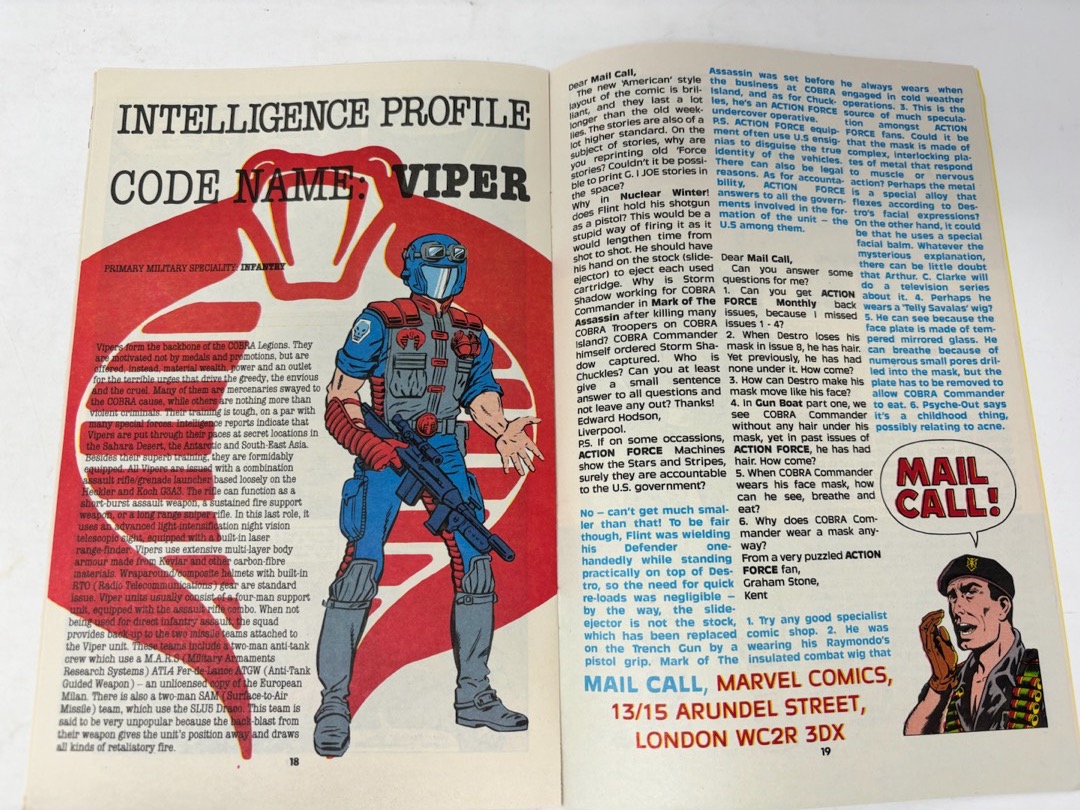 INTELLIGENCE PROFILE
CODE NAME: VIPER
PRIMARY MILITARY SPECIALITY: INFANTRY
Vipers form the backbone of the COBRA Legions. They
are motivated not by medals and promotions, but are
offered, instead, material wealth, power and an outlet
for the terrible urges that drive the greedy, the envious
and the cruel. Many of them are mercenaries swayed to
the COBRA cause, while others are nothing more than
violent criminals. Their training is tough, on a par with
many special forces. Intelligence reports indicate that
Vipers are put through their paces at secret locations in
the Sahara Desert, the Antarctic and South-East Asia.
Besides their superb training, they are formidably
equipped. All Vipers are issued with a combination
assault rifle/grenade launcher based loosely on the
Heckler and Koch G3A3. The rifle can function as a
short-burst assault weapon, a sustained fire support
weapon, or a long range sniper rifle. In this last role, it
uses an advanced light-intensification night vision
telescopic sight, equipped with a built-in laser
range-finder. Vipers use extensive multi-layer body
armour made from Kevlar and other carbon-fibre
materials. Wraparound/composite helmets with built-in
RTO (Radio Telecommunications) gear are standard
issue. Viper units usually consist of a four-man support
unit, equipped with the assault rifle combo. When not
being used for direct infantry assault, the squad
provides back-up to the two missile teams attached to
the Viper unit. These teams include a two-man anti-tank
crew which use a M.A.R.S (Military Armaments
Research Systems) AT14 Fer-de-Lance ATGW (Anti-Tank
Guided Weapon) – an unlicensed copy of the European
Milan. There is also a two-man SAM (Surface-to-Air
Missile) team, which use the SLU5 Draco. This team is
said to be very unpopular because the back-blast from
their weapon gives the unit's position away and draws
all kinds of retaliatory fire.
18
Dear Mail Call,
The new 'American' style
layout of the comic is bril-
liant, and they last a lot
longer than the old week-
lies. The stories are also of a
lot higher standard. On the
subject of stories, why are
you reprinting old 'Force
stories? Couldn't it be possi-
ble to print G. I JOE stories in
the space?
Why in Nuclear Winter!
does Flint hold his shotgun
as a pistol? This would be a
stupid way of firing it as it
would lengthen time from
shot to shot. He should have
his hand on the stock (slide-
ejector) to eject each used
cartridge. Why is Storm
Shadow working for COBRA
Commander in Mark of The
Assassin after killing many
COBRA Troopers on COBRA
Island? COBRA Commander
himself ordered Storm Sha-
dow captured. Who is
Chuckles? Can you at least
give a small sentence
answer to all questions and
not leave any out? Thanks!
Edward Hodson,
Liverpool.
P.S. If on some occassions,
ACTION FORCE Machines
show the Stars and Stripes,
surely they are accountable
to the U.S. government?
No – can't get much smal-
ler than that! To be fair
though, Flint was wielding
his Defender one-
handedly while standing
practically on top of Des-
tro, so the need for quick
re-loads was negligible –
by the way, the slide-
ejector is not the stock,
which has been replaced
on the Trench Gun by a
pistol grip. Mark of The
Assassin was set before
the business at COBRA
Island, and as for Chuck-
les, he's an ACTION FORCE
undercover operative.
P.S. ACTION FORCE equip-
ment often use U.S ensig-
nias to disguise the true
identity of the vehicles.
There can also be legal
reasons. As for accounta-
bility, ACTION FORCE
answers to all the govern-
ments involved in the for-
mation of the unit – the
U.S among them.
Dear Mail Call,
Can you answer some
questions for me?
1. Can you get ACTION
FORCE Monthly back
issues, because I missed
issues 1 - 4?
2. When Destro loses his
mask in issue 8, he has hair.
Yet previously, he has had
none under it. How come?
3. How can Destro make his
mask move like his face?
4. In Gun Boat part one, we
see COBRA Commander
without any hair under his
mask, yet in past issues of
ACTION FORCE, he has had
hair. How come?
5. When COBRA Commander
wears his face mask, how
can he see, breathe and
eat?
6. Why does COBRA Com-
mander wear a mask any-
way?
From a very puzzled ACTION
FORCE fan,
Graham Stone,
Kent
1. Try any good specialist
comic shop. 2. He was
wearing his Raymondo's
insulated combat wig that
he always wears when
engaged in cold weather
operations. 3. This is the
source of much specula-
tion amongst ACTION
FORCE fans. Could it be
that the mask is made of
complex, interlocking pla-
tes of metal that respond
to muscle or nervous
action? Perhaps the metal
is a special alloy that
flexes according to Des-
tro's facial expressions?
On the other hand, it could
be that he uses a special
facial balm. Whatever the
mysterious explanation,
there can be little doubt
that Arthur. C. Clarke will
do a television series
about it. 4. Perhaps he
wears a 'Telly Savalas' wig?
5. He can see because the
face plate is made of tem-
pered mirrored glass. He
can breathe because of
numerous small pores dril-
led into the mask, but the
plate has to be removed to
allow COBRA Commander
to eat. 6. Psyche-Out says
it's a childhood thing,
possibly relating to acne.
MAIL
CALL!
MAIL CALL, MARVEL COMICS,
13/15 ARUNDEL STREET,
LONDON WC2R 3DX
19